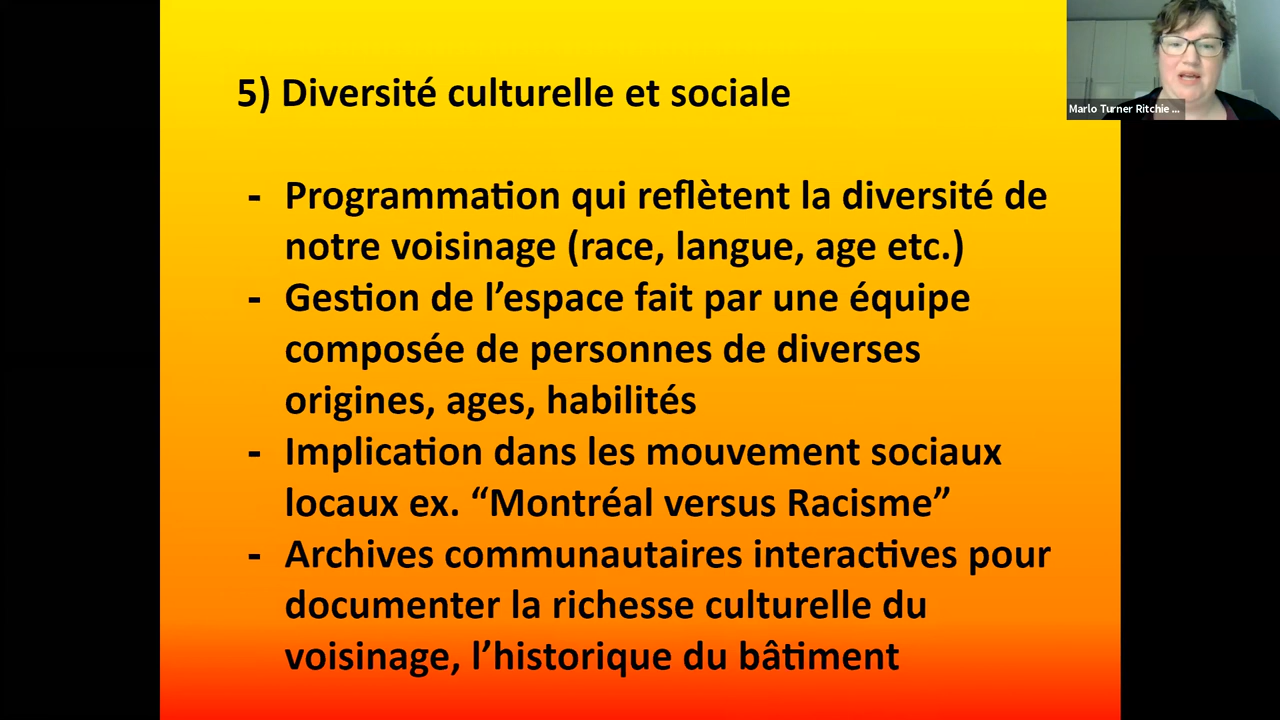 5) Diversité culturelle et sociale
Marlo Turner Ritchie ...
- Programmation qui reflètent la diversité de
notre voisinage (race, langue, age etc.)
- Gestion de l’espace fait par une équipe
composée de personnes de diverses
origines, ages, habilités
- Implication dans les mouvement sociaux
locaux ex. “Montréal versus Racisme”
- Archives communautaires interactives pour
documenter la richesse culturelle du
voisinage, l’historique du bâtiment